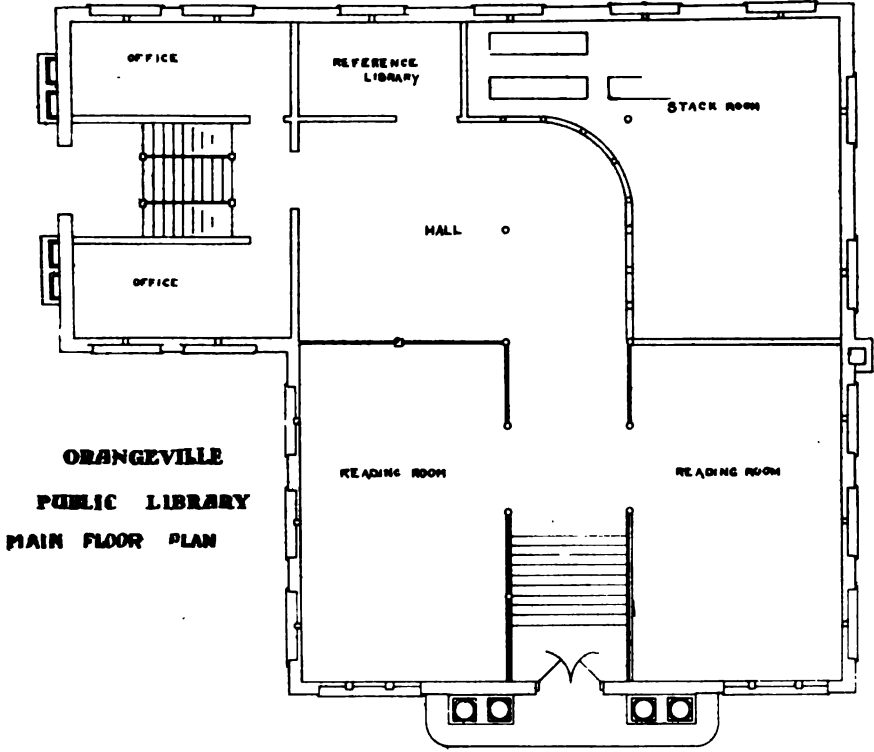 OFFICE
REFERENCE
LIBRARY
STACK ROOM
HALL
OFFICE
ORANGEVILLE
PUBLIC LIBRARY
MAIN FLOOR PLAN
READING ROOM
READING ROOM